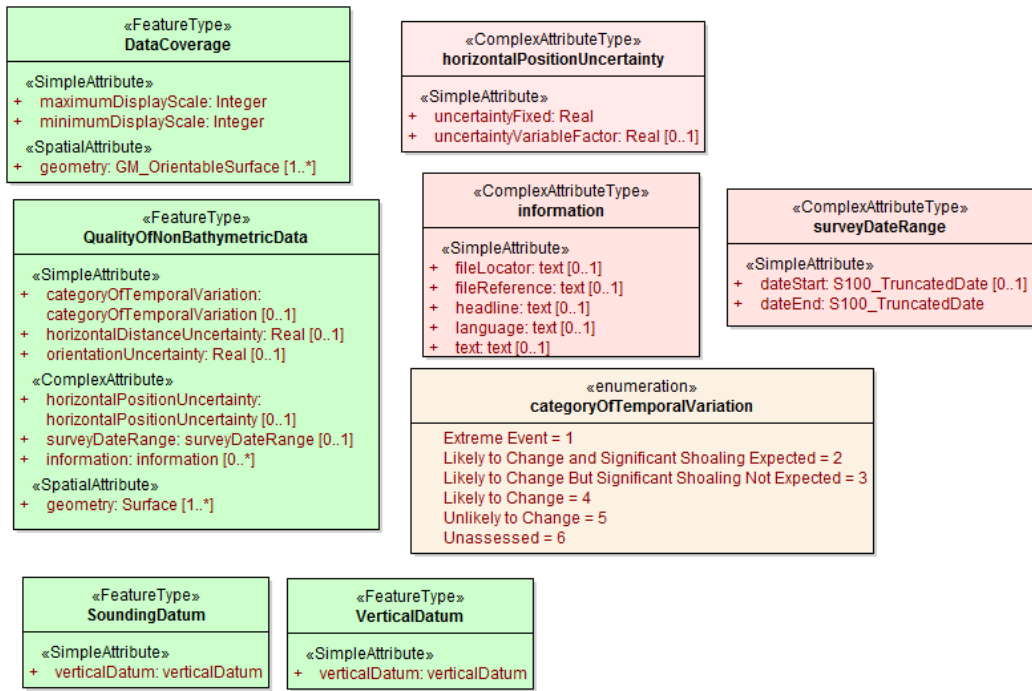 «FeatureType»
DataCoverage
«SimpleAttribute»
+ maximumDisplayScale: Integer
+ minimumDisplayScale: Integer
«SpatialAttribute»
+ geometry: GM_OrientableSurface [1..*]
«ComplexAttributeType»
horizontalPositionUncertainty
«SimpleAttribute»
+ uncertaintyFixed: Real
+ uncertaintyVariableFactor: Real [0..1]
«FeatureType»
QualityOfNonBathymetricData
«SimpleAttribute»
+ categoryOfTemporalVariation:
categoryOfTemporalVariation [0..1]
+ horizontalDistanceUncertainty: Real [0..1]
+ orientationUncertainty: Real [0..1]
«ComplexAttribute»
+ horizontalPositionUncertainty:
horizontalPositionUncertainty [0..1]
+ surveyDateRange: surveyDateRange [0..1]
+ information: information [0..*]
«SpatialAttribute»
+ geometry: Surface [1..*]
«ComplexAttributeType»
information
«SimpleAttribute»
+ fileLocator: text [0..1]
+ fileReference: text [0..1]
+ headline: text [0..1]
+ language: text [0..1]
+ text: text [0..1]
«ComplexAttributeType»
surveyDateRange
«SimpleAttribute»
+ dateStart: S100_TruncatedDate [0..1]
+ dateEnd: S100_TruncatedDate
«enumeration»
categoryOfTemporalVariation
Extreme Event = 1
Likely to Change and Significant Shoaling Expected = 2
Likely to Change But Significant Shoaling Not Expected = 3
Likely to Change = 4
Unlikely to Change = 5
Unassessed = 6
«FeatureType»
SoundingDatum
«SimpleAttribute»
+ verticalDatum: verticalDatum
«FeatureType»
VerticalDatum
«SimpleAttribute»
+ verticalDatum: verticalDatum